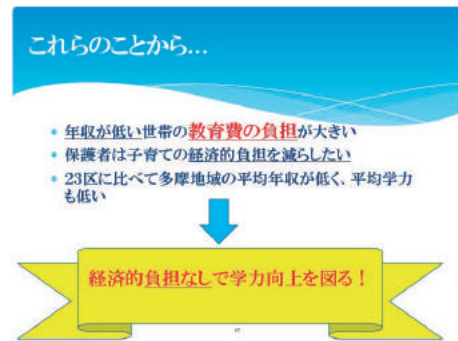 これらのことから…
• 年収が低い世帯の教育費の負担が大きい
• 保護者は子育ての経済的負担を減らしたい
• 23区に比べて多摩地域の平均年収が低く、平均学力
も低い
経済的負担なしで学力向上を図る！